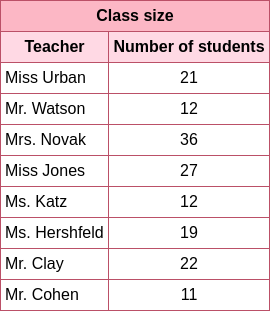 Class size
Teacher Number of students
Miss Urban 21
Mr. Watson 12
Mrs. Novak 36
Miss Jones 27
Ms. Katz 12
Ms. Hershfeld 19
Mr. Clay 22
Mr. Cohen 11